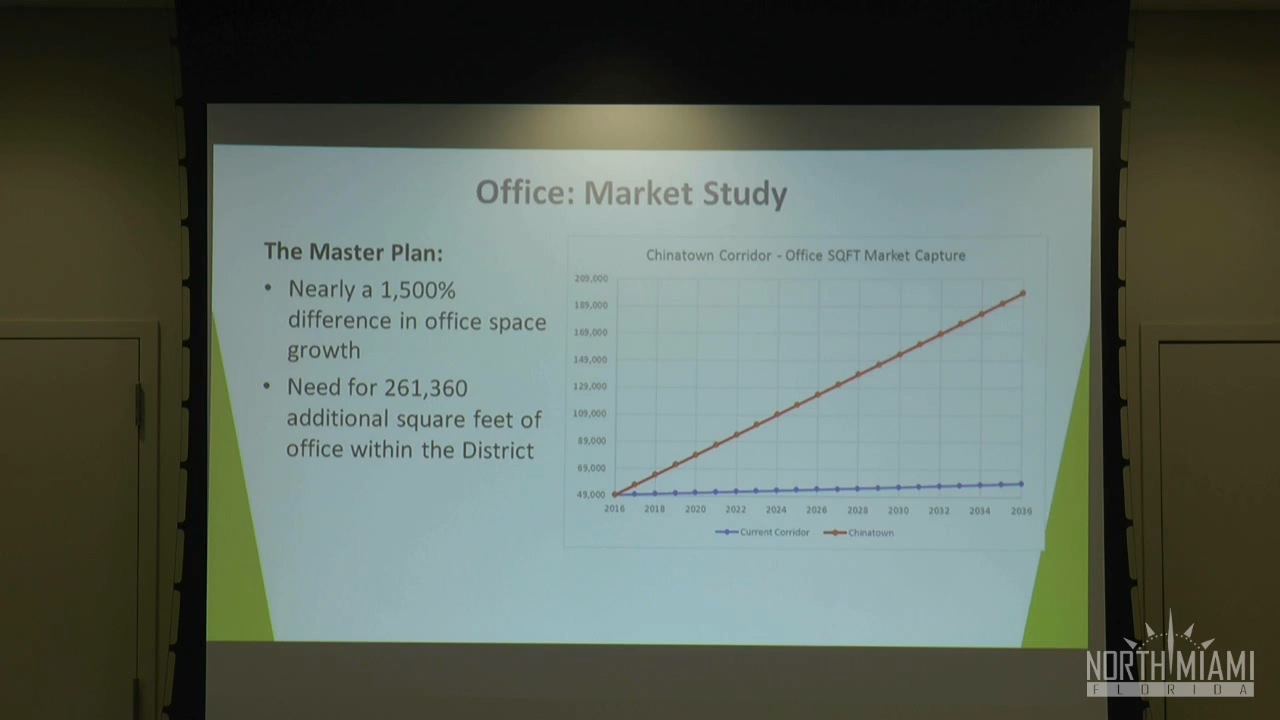 Office: Market Study
The Master Plan:
• Nearly a 1,500%
difference in office space
growth
• Need for 261,360
additional square feet of
office within the District
Chinatown Corridor - Office SQFT Market Capture
209,000
189,000
169,000
149,000
129,000
109,000
89,000
69,000
49,000
2016 2018 2020 2022 2024 2026 2028 2030 2032 2034 2036
Current Corridor Chinatown
NORTH MIAMI
FLORIDA